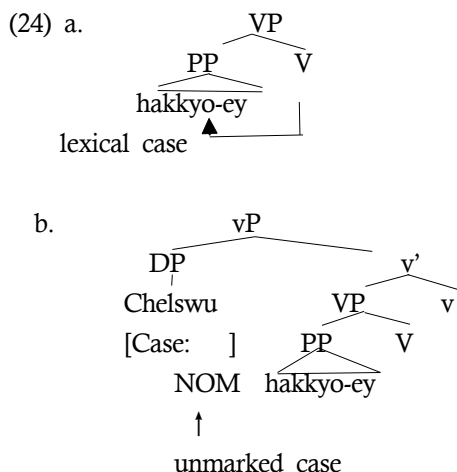 (24) a. VP
PP V
hakkyo-ey
lexical case
b. vP
DP v'
Chelswu VP v
[Case: ] PP V
NOM hakkyo-ey
unmarked case